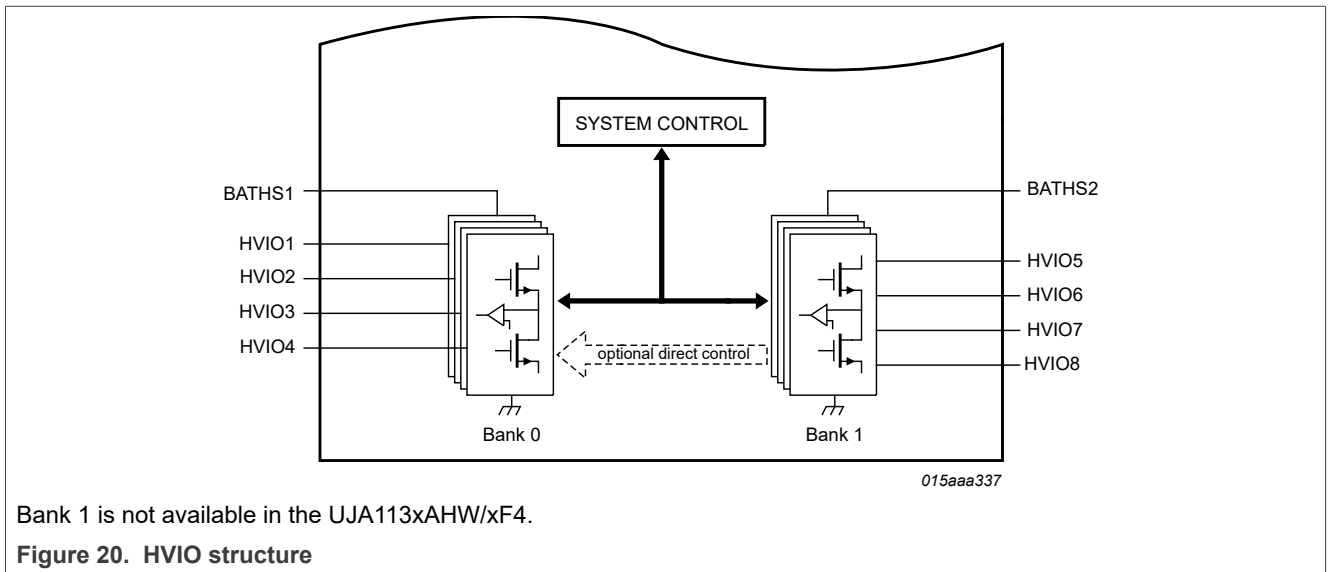 SYSTEM CONTROL
BATHS1
BATHS2
HVIO1
HVIO2
HVIO3
HVIO4
HVIO5
HVIO6
HVIO7
HVIO8
optional direct control
Bank 0
Bank 1
015aaa337
Bank 1 is not available in the UJA113xAHW/xF4.
Figure 20. HVIO structure